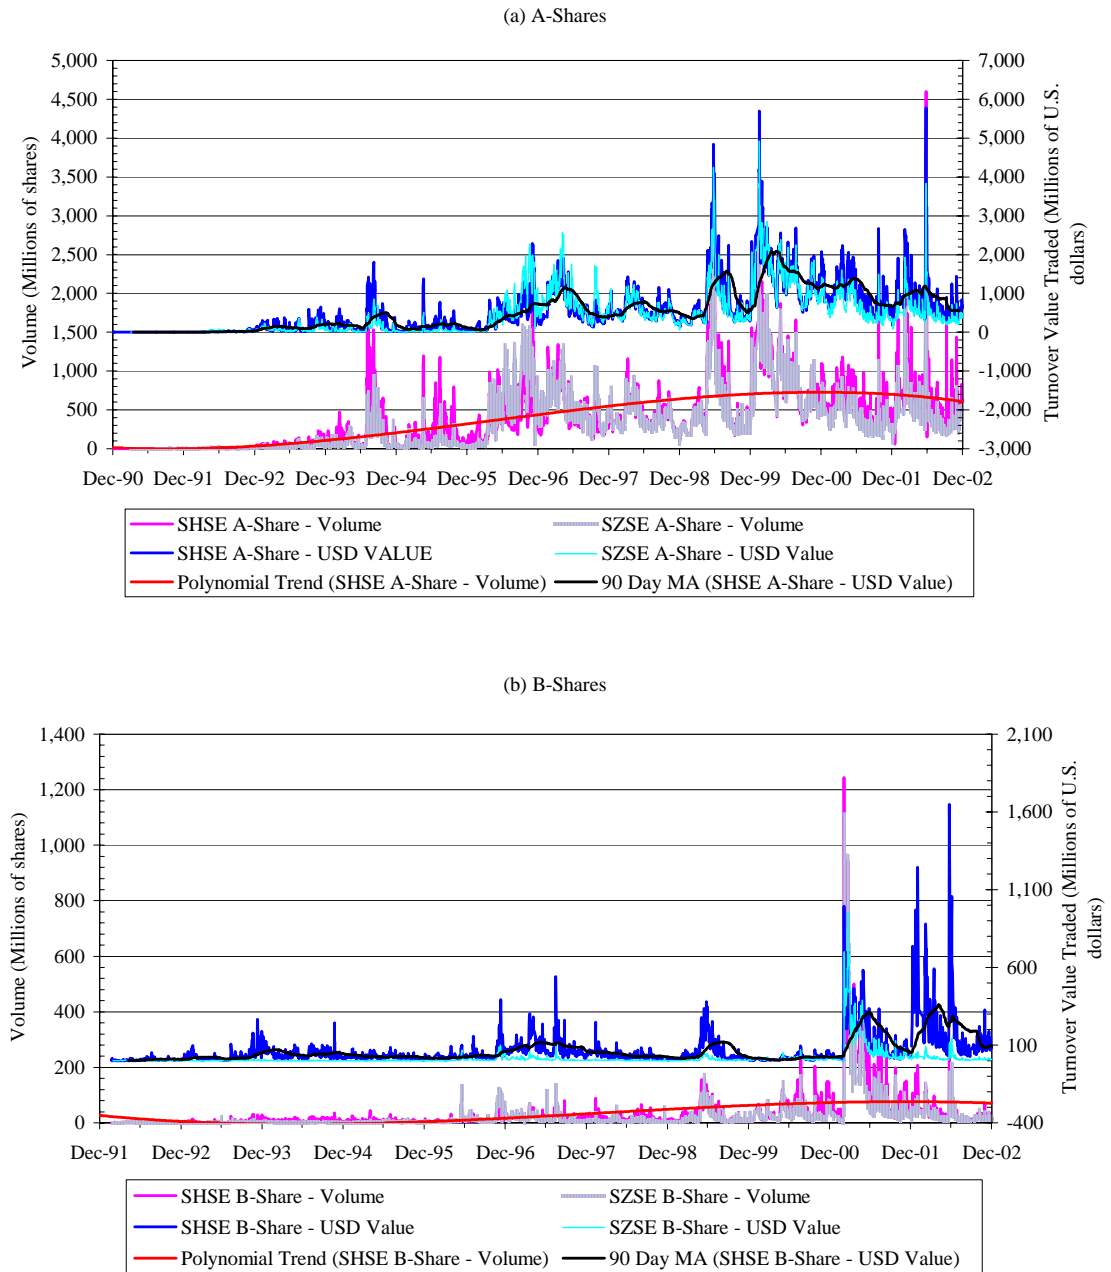 (a) A-Shares
5,000
4,500
4,000
3,500
3,000
2,500
2,000
1,500
1,000
500
0
Volume (Millions of shares)
7,000
6,000
5,000
4,000
3,000
2,000
1,000
0
-1,000
-2,000
-3,000
Turnover Value Traded (Millions of U.S.
dollars)
Dec-90 Dec-91 Dec-92 Dec-93 Dec-94 Dec-95 Dec-96 Dec-97 Dec-98 Dec-99 Dec-00 Dec-01 Dec-02
SHSE A-Share - Volume SZSE A-Share - Volume
SHSE A-Share - USD VALUE SZSE A-Share - USD Value
Polynomial Trend (SHSE A-Share - Volume) 90 Day MA (SHSE A-Share - USD Value)
(b) B-Shares
1,400
1,200
1,000
800
600
400
200
0
Volume (Millions of shares)
2,100
1,600
1,100
600
100
-400
Turnover Value Traded (Millions of U.S.
dollars)
Dec-91 Dec-92 Dec-93 Dec-94 Dec-95 Dec-96 Dec-97 Dec-98 Dec-99 Dec-00 Dec-01 Dec-02
SHSE B-Share - Volume SZSE B-Share - Volume
SHSE B-Share - USD Value SZSE B-Share - USD Value
Polynomial Trend (SHSE B-Share - Volume) 90 Day MA (SHSE B-Share - USD Value)